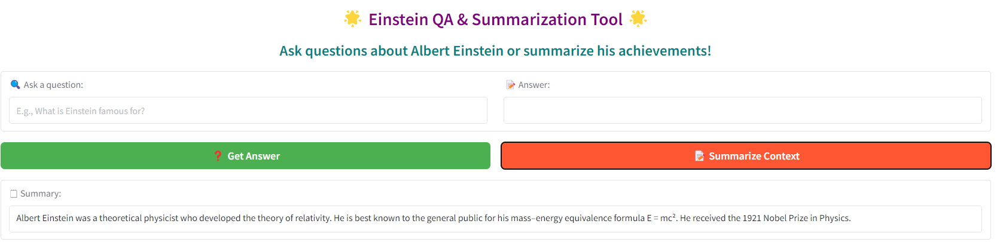 🌟 Einstein QA & Summarization Tool 🌟
Ask questions about Albert Einstein or summarize his achievements!
🔍 Ask a question:
E.g., What is Einstein famous for?
📝 Answer:
❓ Get Answer
📝 Summarize Context
🗒️ Summary:
Albert Einstein was a theoretical physicist who developed the theory of relativity. He is best known to the general public for his mass–energy equivalence formula E = mc². He received the 1921 Nobel Prize in Physics.